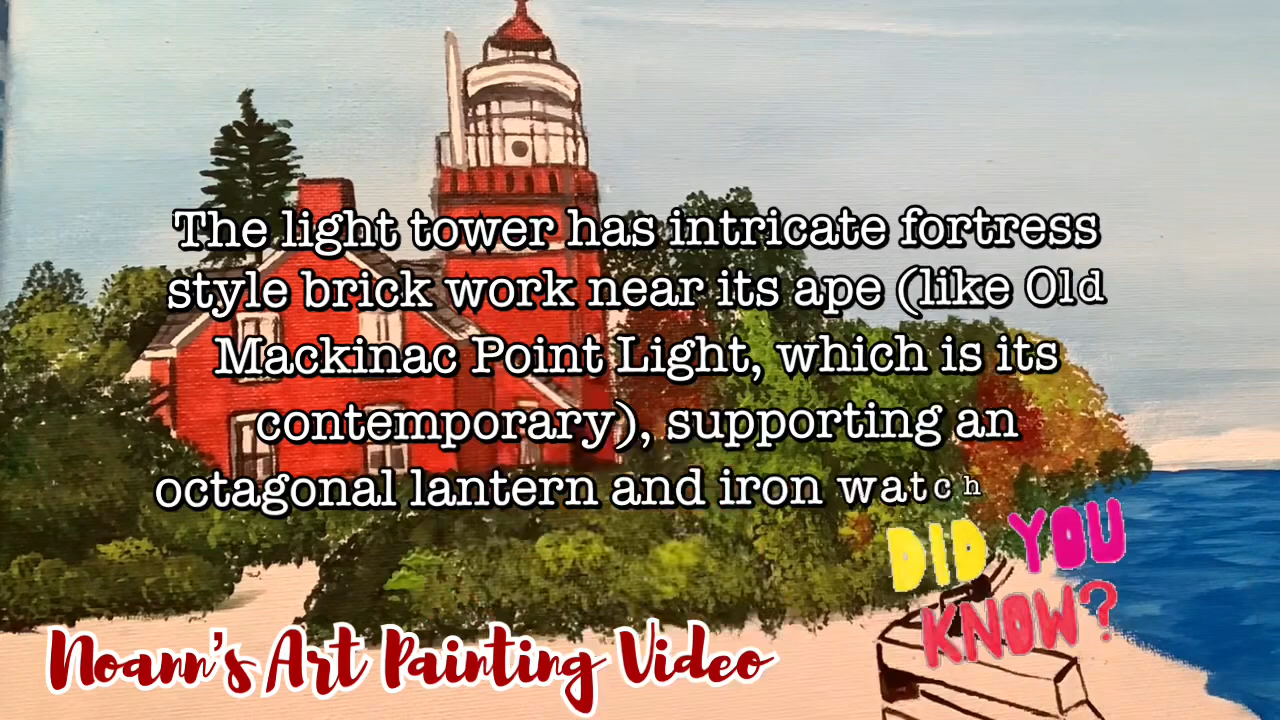 The light tower has intricate fortress
style brick work near its ape (like Old
Mackinac Point Light, which is its
contemporary), supporting an
octagonal lantern and iron watch
DID YOU
KNOW?
Noann's Art Painting Video